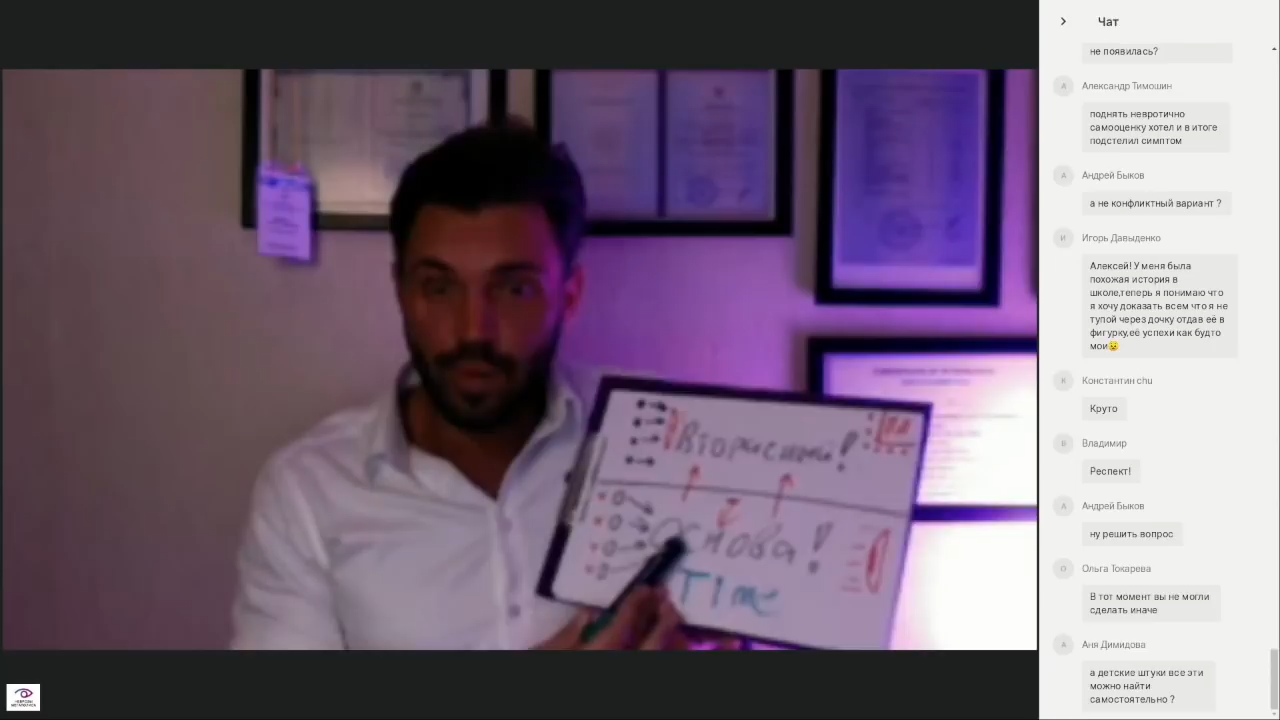 Чат
не появилась?
А
Александр Тимошин
поднять невротично
самооценку хотел и в итоге
подстелил симптом
А
Андрей Быков
а не конфликтный вариант ?
И
Игорь Давыденко
Алексей! У меня была
похожая история в
школе,теперь я понимаю что
я хочу доказать всем что я не
тупой через дочку отдав её в
фигурку,её успехи как будто
мои😉
К
Константин chu
Круто
В
Владимир
Респект!
А
Андрей Быков
ну решить вопрос
О
Ольга Токарева
В тот момент вы не могли
сделать иначе
А
Аня Димидова
а детские штуки все эти
можно найти
самостоятельно ?
Основа!
Time